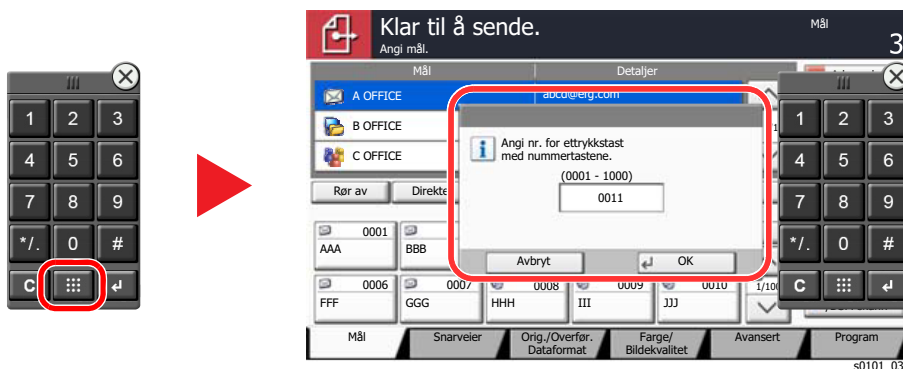 1 2 3
4 5 6
7 8 9
*/. 0 #
C
Klar til å sende.
Angi mål.
Mål
3
Mål Detaljer
A OFFICE abcd@efg.com
B OFFICE
C OFFICE
Angi nr. for ettrykkstast
med nummertastene.
(0001 - 1000)
0011
Avbryt OK
Rør av Direkte
0001
AAA BBB
0006 0007 0008 0009 0010 1/100
FFF GGG HHH III JJJ
1 2 3
4 5 6
7 8 9
*/. 0 #
C
Mål Snarveier Orig./Overfør. Dataformat Farge/ Bildekvalitet Avansert Program
s0101_03